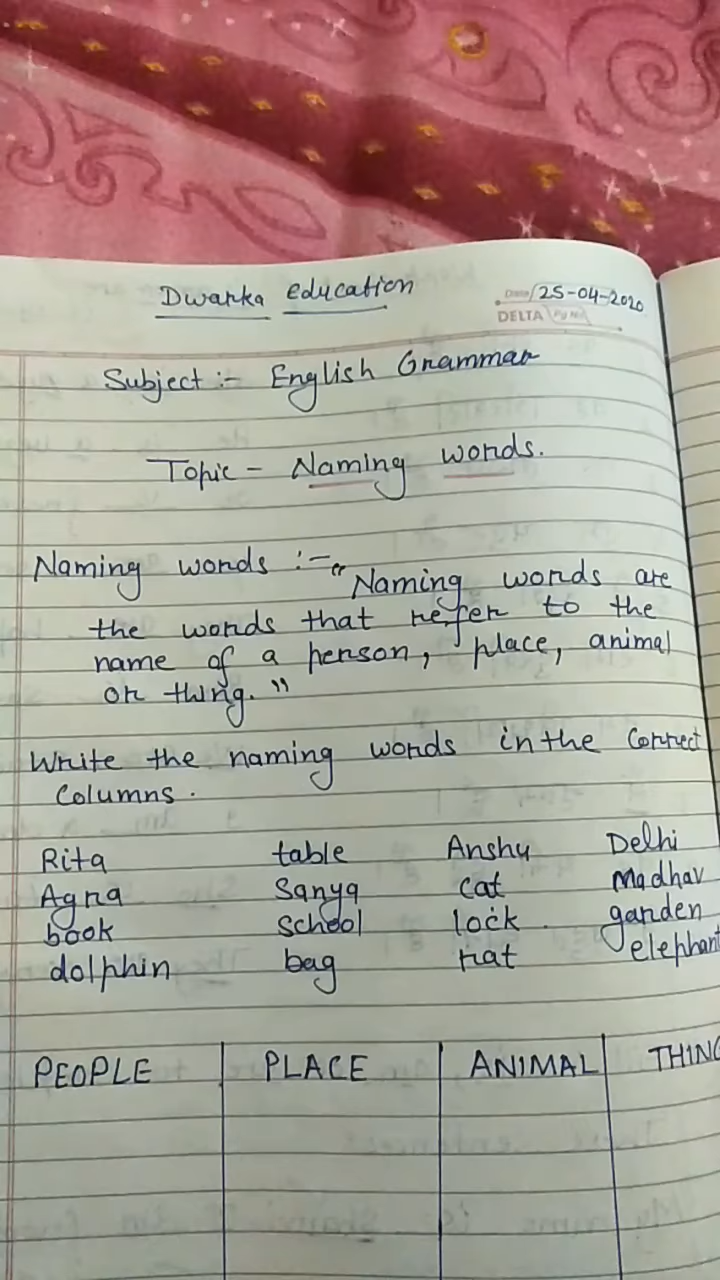 Dwarka education
Date 25-04-2020
DELTA
Subject :- English Grammar
Topic - Naming words.
Naming words :- "Naming words are
the words that refer to the
name of a person, place, animal
or thing."
Write the naming words in the correct
columns.
Rita table Anshu Delhi
Agra Sanya cat Madhav
book school lock garden
dolphin bag rat elephant
PEOPLE PLACE ANIMAL THING